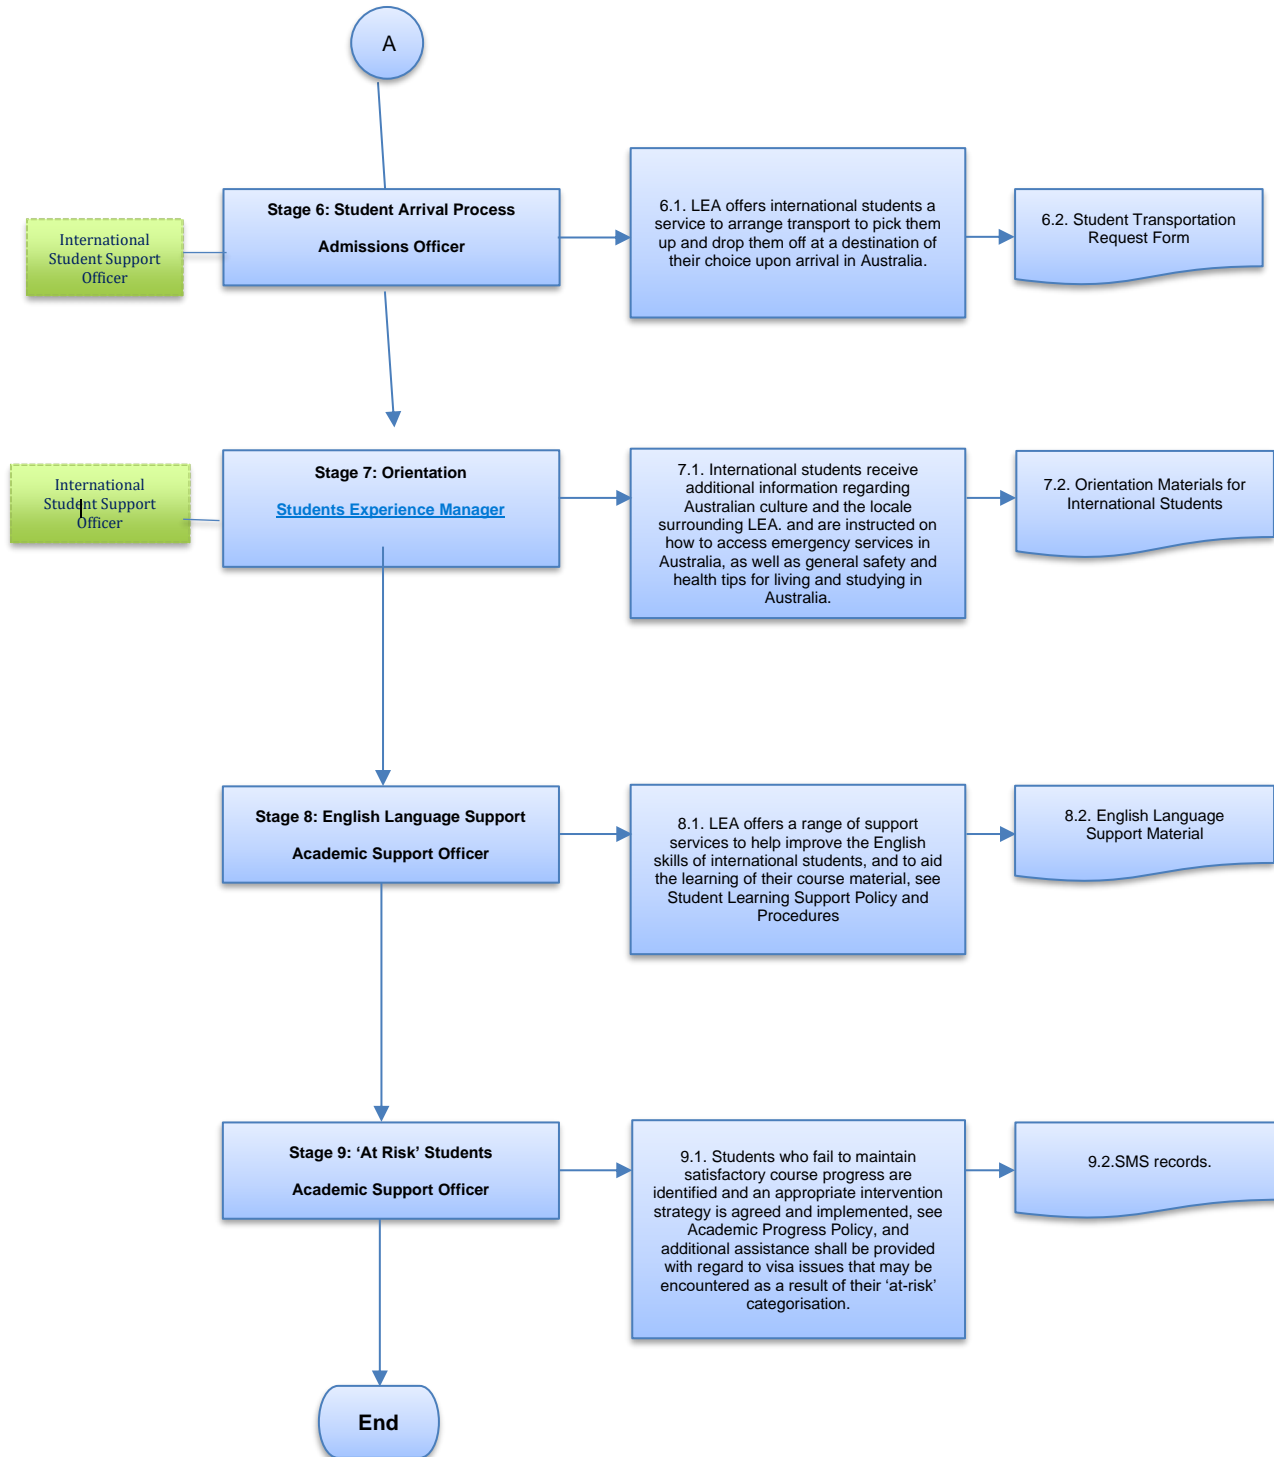 A
Stage 6: Student Arrival Process
Admissions Officer
International
Student Support
Officer
6.1. LEA offers international students a
service to arrange transport to pick them
up and drop them off at a destination of
their choice upon arrival in Australia.
6.2. Student Transportation
Request Form
Stage 7: Orientation
Students Experience Manager
International
Student Support
Officer
7.1. International students receive
additional information regarding
Australian culture and the locale
surrounding LEA. and are instructed on
how to access emergency services in
Australia, as well as general safety and
health tips for living and studying in
Australia.
7.2. Orientation Materials for
International Students
Stage 8: English Language Support
Academic Support Officer
8.1. LEA offers a range of support
services to help improve the English
skills of international students, and to aid
the learning of their course material, see
Student Learning Support Policy and
Procedures
8.2. English Language
Support Material
Stage 9: ‘At Risk’ Students
Academic Support Officer
9.1. Students who fail to maintain
satisfactory course progress are
identified and an appropriate intervention
strategy is agreed and implemented, see
Academic Progress Policy, and
additional assistance shall be provided
with regard to visa issues that may be
encountered as a result of their ‘at-risk’
categorisation.
9.2.SMS records.
End